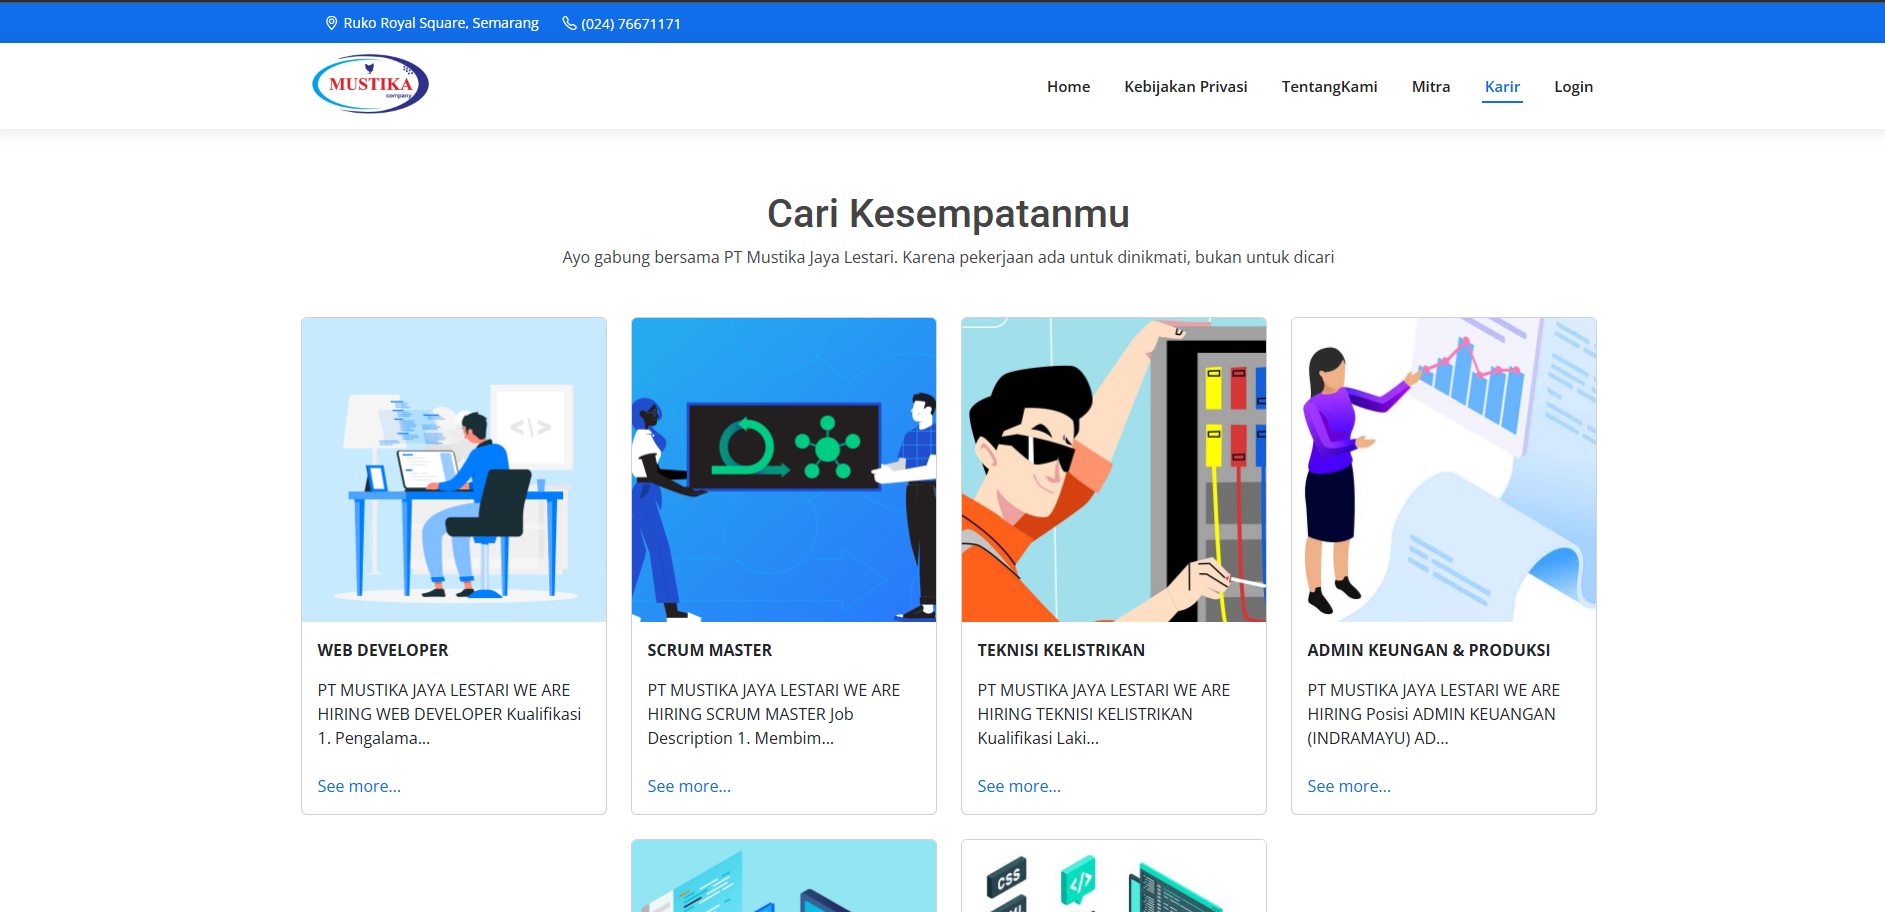 Ruko Royal Square, Semarang (024) 76671171
MUSTIKA
company
Home Kebijakan Privasi TentangKami Mitra Karir Login
Cari Kesempatanmu
Ayo gabung bersama PT Mustika Jaya Lestari. Karena pekerjaan ada untuk dinikmati, bukan untuk dicari
</>
WEB DEVELOPER
PT MUSTIKA JAYA LESTARI WE ARE
HIRING WEB DEVELOPER Kualifikasi
1. Pengalama...
See more...
SCRUM MASTER
PT MUSTIKA JAYA LESTARI WE ARE
HIRING SCRUM MASTER Job
Description 1. Membim...
See more...
TEKNISI KELISTRIKAN
PT MUSTIKA JAYA LESTARI WE ARE
HIRING TEKNISI KELISTRIKAN
Kualifikasi Laki...
See more...
ADMIN KEUNGAN & PRODUKSI
PT MUSTIKA JAYA LESTARI WE ARE
HIRING Posisi ADMIN KEUANGAN
(INDRAMAYU) AD...
See more...
CSS
</>